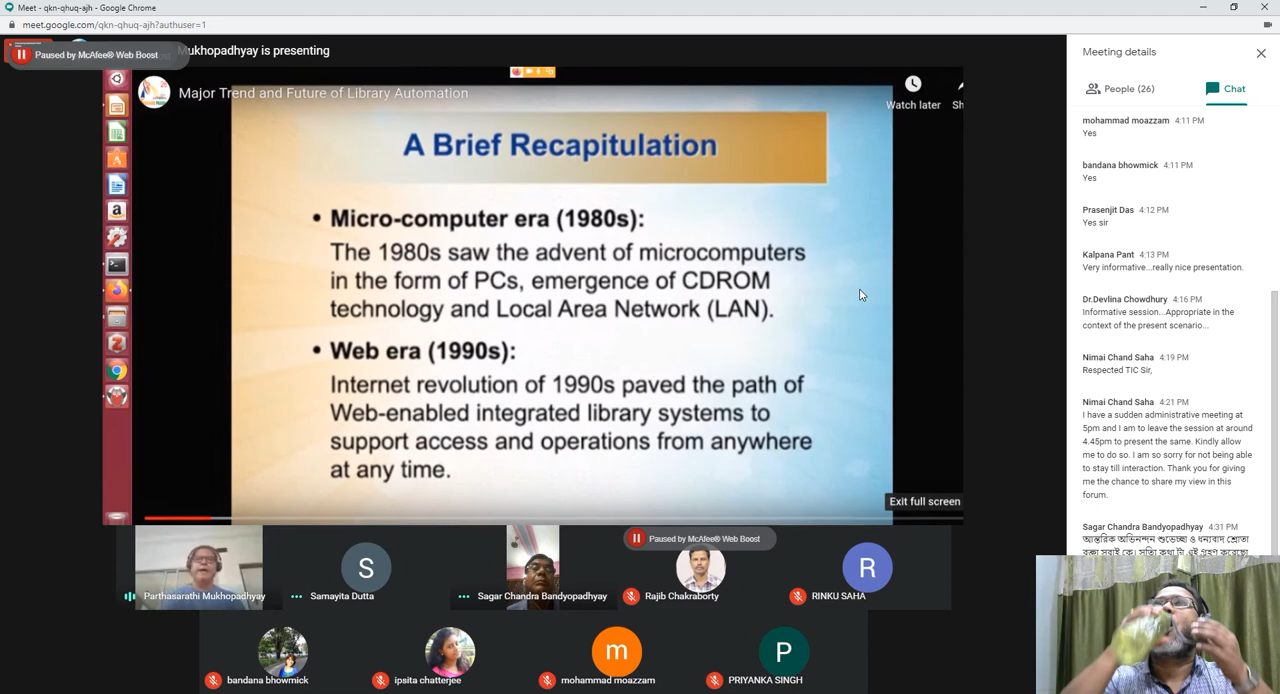 Meet - qkn-qhuq-ajh - Google Chrome
meet.google.com/qkn-qhuq-ajh?authuser=1
Paused by McAfee® Web Boost
Mukhopadhyay is presenting
Major Trend and Future of Library Automation
Watch later
Sh
A Brief Recapitulation
• Micro-computer era (1980s):
The 1980s saw the advent of microcomputers
in the form of PCs, emergence of CDROM
technology and Local Area Network (LAN).
• Web era (1990s):
Internet revolution of 1990s paved the path of
Web-enabled integrated library systems to
support access and operations from anywhere
at any time.
Exit full screen
Paused by McAfee® Web Boost
Parthasarathi Mukhopadhyay
S
Samayita Dutta
Sagar Chandra Bandyopadhyay
Rajib Chakraborty
R
RINKU SAHA
bandana bhowmick
ipsita chatterjee
m
mohammad moazzam
P
PRIYANKA SINGH
Meeting details
People (26)
Chat
mohammad moazzam 4:11 PM
Yes
bandana bhowmick 4:11 PM
Yes
Prasenjit Das 4:12 PM
Yes sir
Kalpana Pant 4:13 PM
Very informative...really nice presentation.
Dr.Devlina Chowdhury 4:16 PM
Informative session...Appropriate in the
context of the present scenario...
Nimai Chand Saha 4:19 PM
Respected TIC Sir,
Nimai Chand Saha 4:21 PM
I have a sudden administrative meeting at
5pm and I am to leave the session at around
4.45pm to present the same. Kindly allow
me to do so. I am so sorry for not being able
to stay till interaction. Thank you for giving
me the chance to share my view in this
forum.
Sagar Chandra Bandyopadhyay 4:31 PM
আন্তরিক অভিনন্দন শুভেচ্ছা ও ধন্যবাদ শ্রোতা
বক্তা সবাই কে। সত্যি কথা টা এই গ্রহণ করেছো